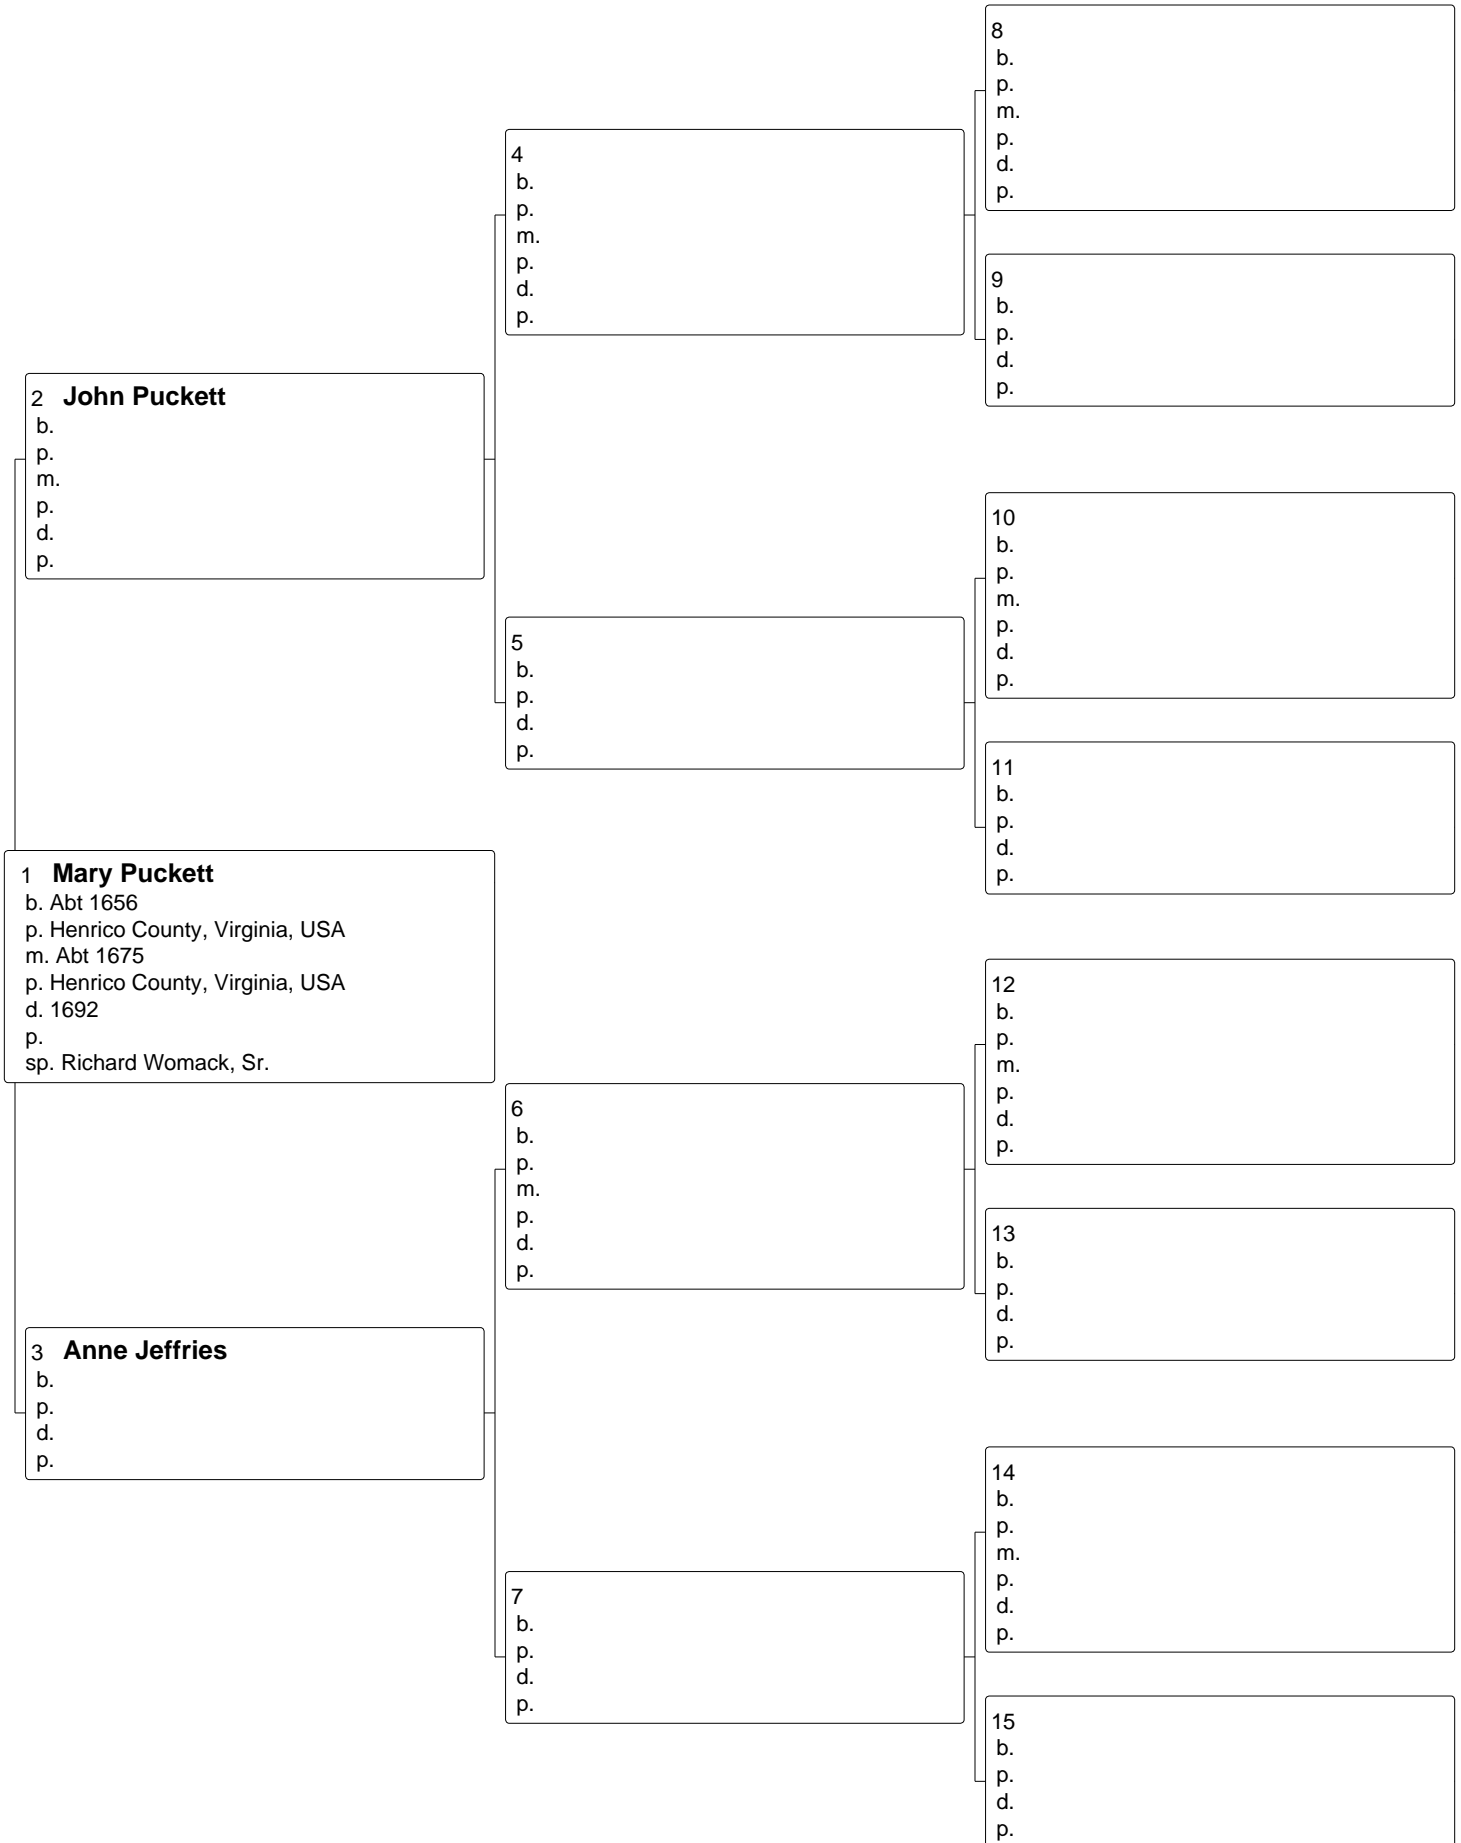 8
b.
p.
m.
p.
d.
p.
4
b.
p.
m.
p.
d.
p.
9
b.
p.
d.
p.
2 John Puckett
b.
p.
m.
p.
d.
p.
10
b.
p.
m.
p.
d.
p.
5
b.
p.
d.
p.
11
b.
p.
d.
p.
1 Mary Puckett
b. Abt 1656
p. Henrico County, Virginia, USA
m. Abt 1675
p. Henrico County, Virginia, USA
d. 1692
p.
sp. Richard Womack, Sr.
12
b.
p.
m.
p.
d.
p.
6
b.
p.
m.
p.
d.
p.
13
b.
p.
d.
p.
3 Anne Jeffries
b.
p.
d.
p.
14
b.
p.
m.
p.
d.
p.
7
b.
p.
d.
p.
15
b.
p.
d.
p.